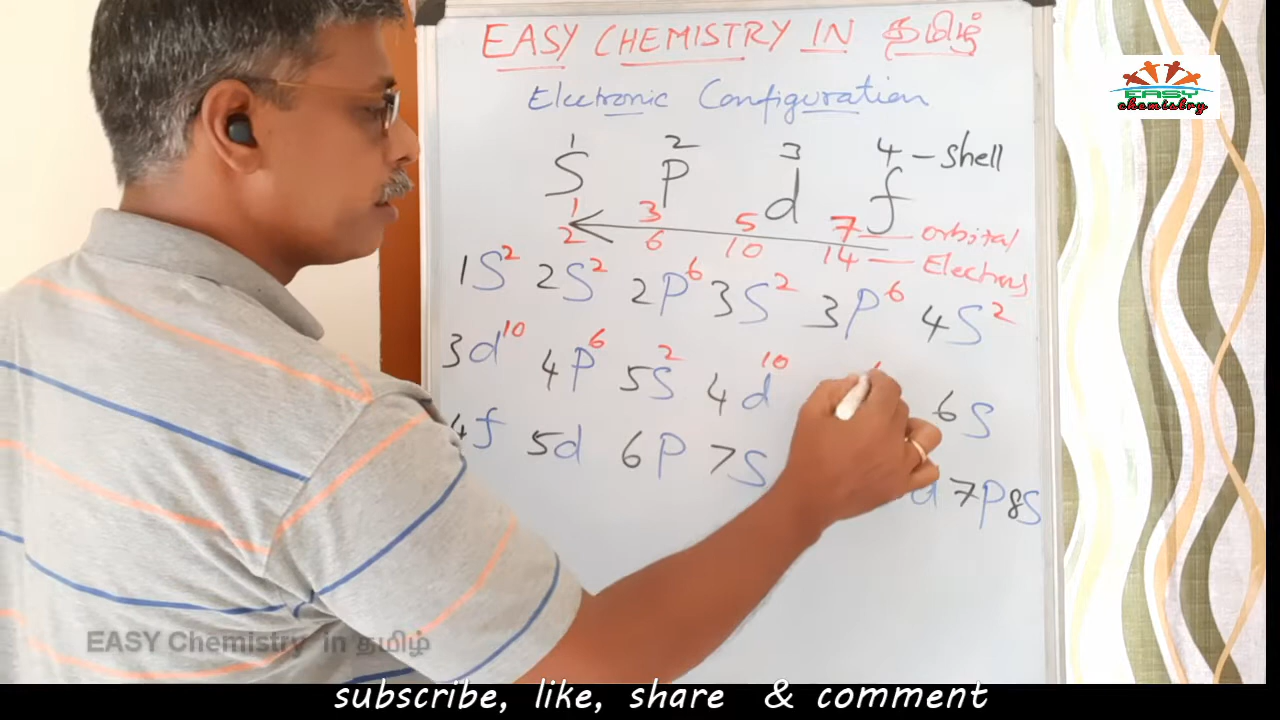 EASY CHEMISTRY IN தமிழ்
EASY
chemistry
Electronic Configuration
1 2 3 4 – Shell
S P d f
1 3 5 7 — orbital
2 6 10 14 — Electrons
1S² 2S² 2P⁶ 3S² 3P⁶ 4S²
3d¹⁰ 4P⁶ 5S² 4d¹⁰ 6S
4f 5d 6P 7S d 7P 8S
EASY Chemistry in தமிழ்
subscribe, like, share & comment